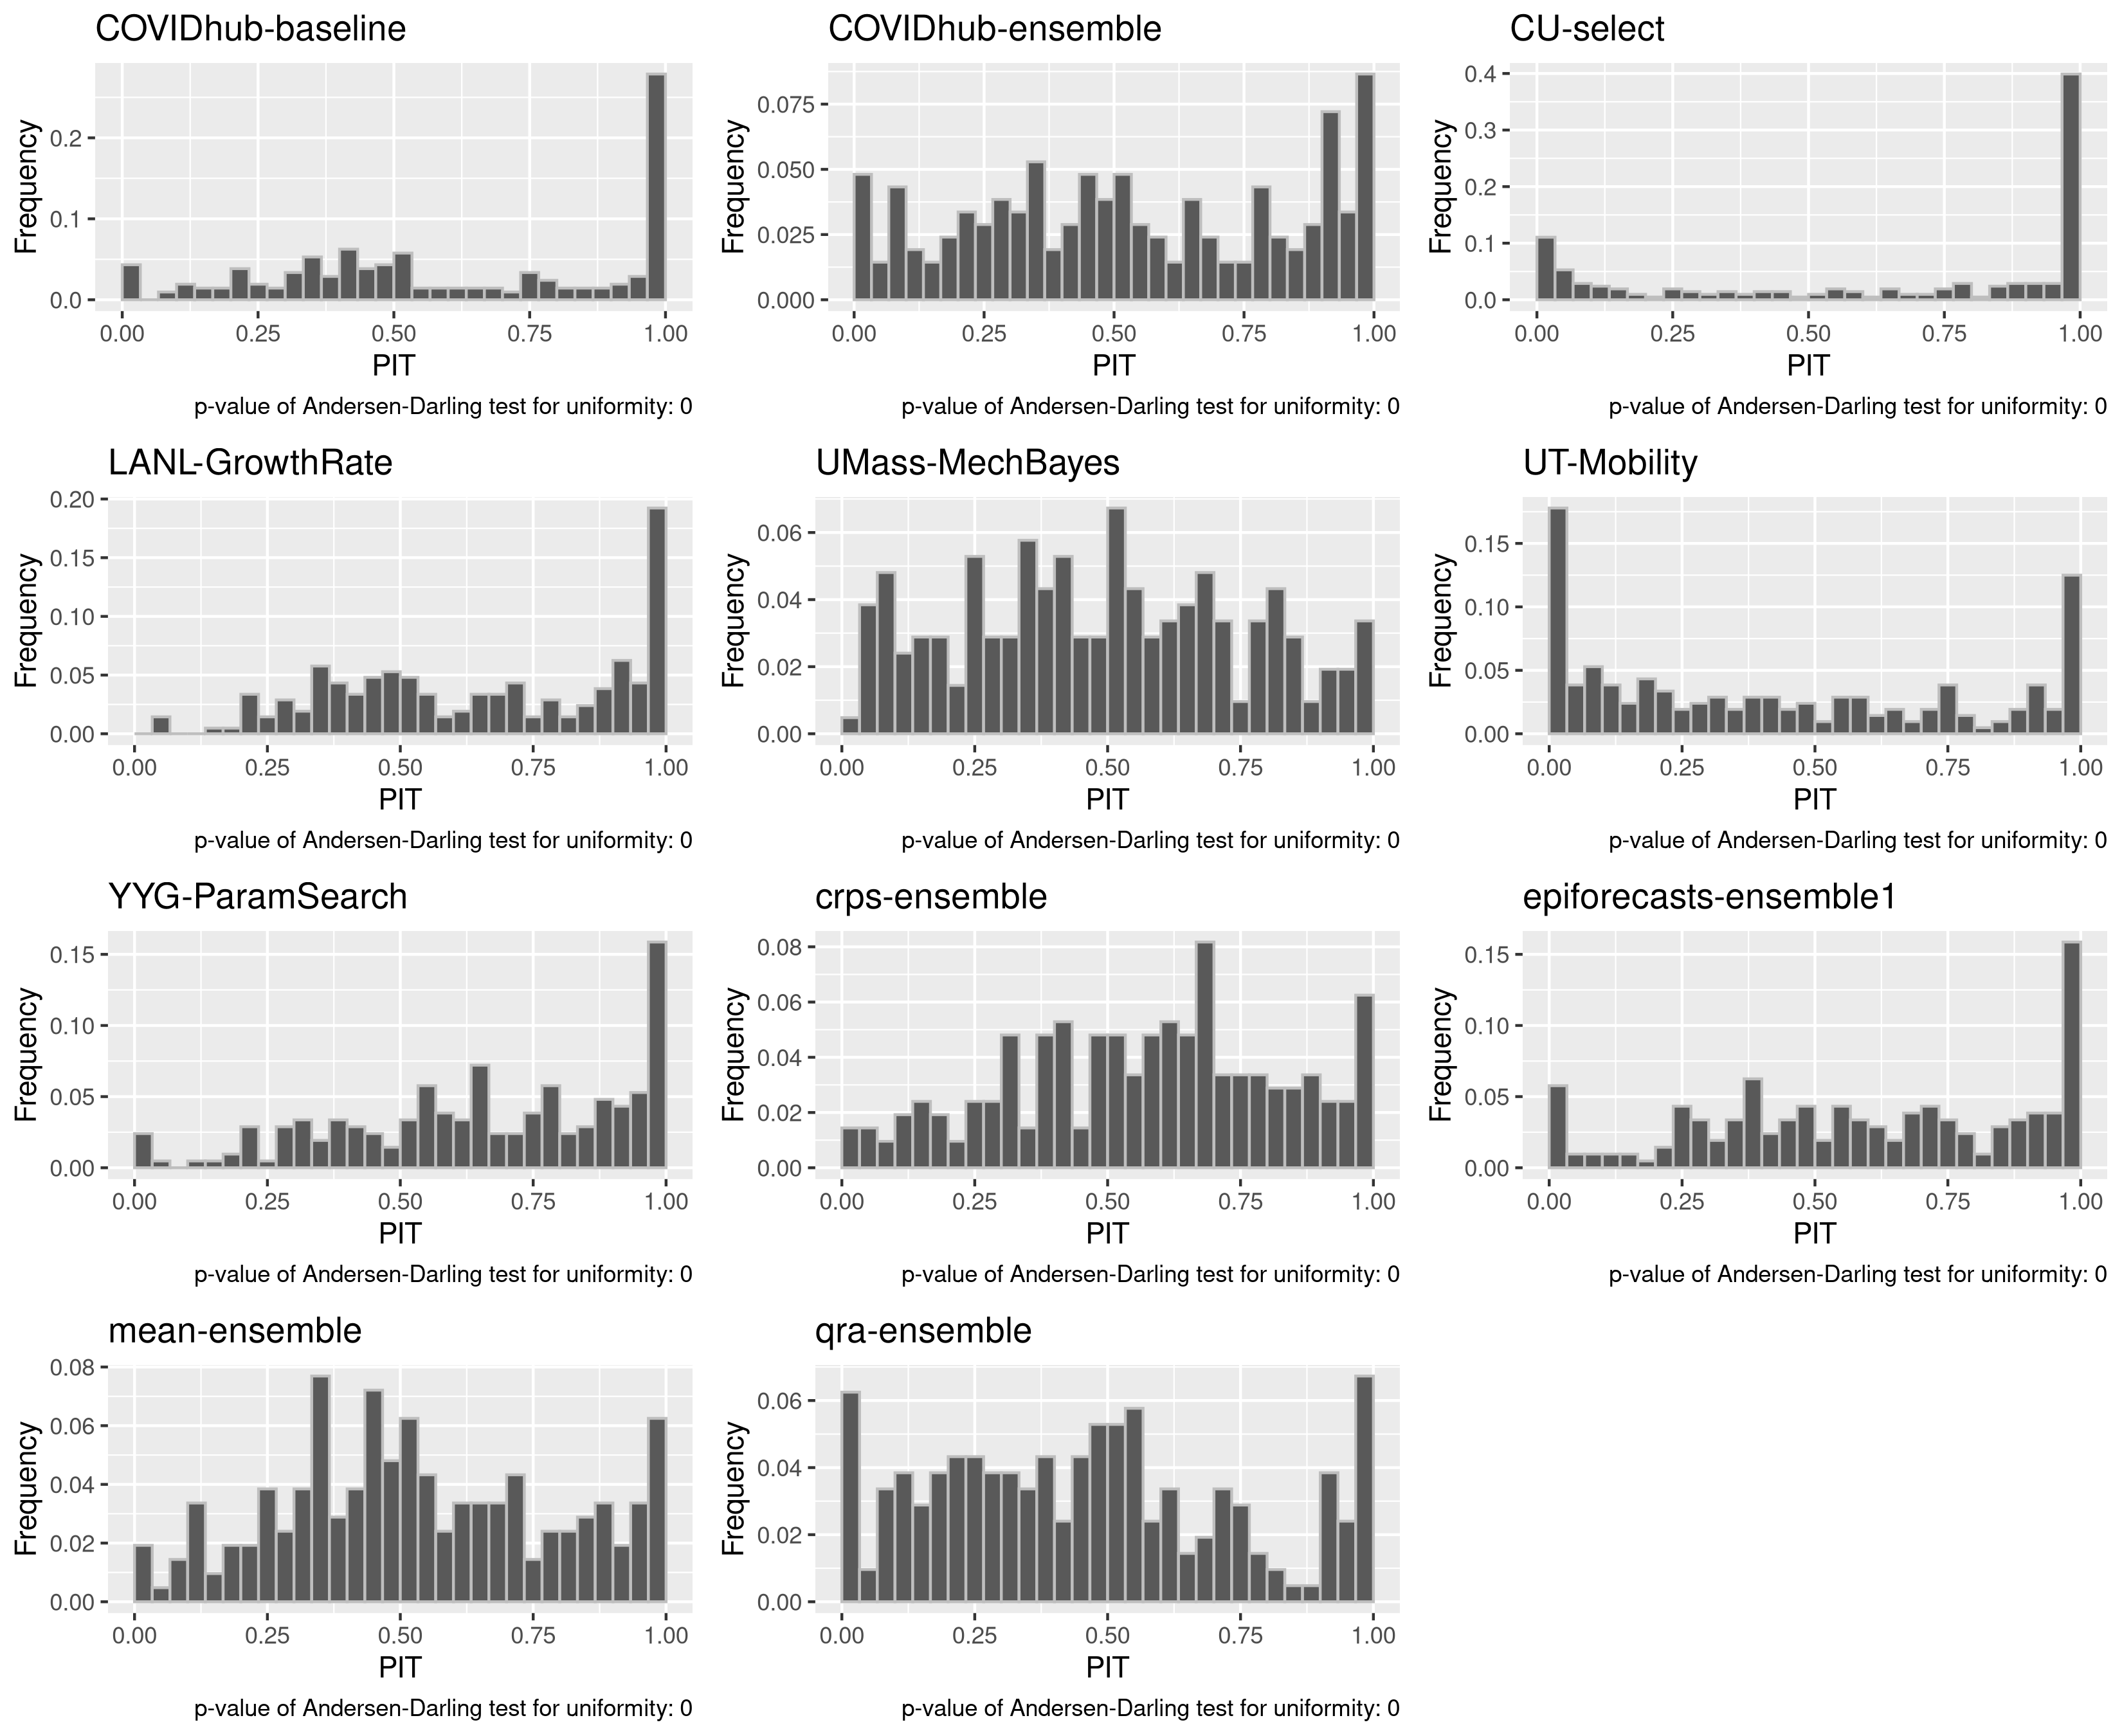 COVIDhub-baseline
Frequency
0.2
0.1
0.0
0.00 0.25 0.50 0.75 1.00
PIT
p-value of Andersen-Darling test for uniformity: 0
COVIDhub-ensemble
Frequency
0.075
0.050
0.025
0.000
0.00 0.25 0.50 0.75 1.00
PIT
p-value of Andersen-Darling test for uniformity: 0
CU-select
Frequency
0.4
0.3
0.2
0.1
0.0
0.00 0.25 0.50 0.75 1.00
PIT
p-value of Andersen-Darling test for uniformity: 0
LANL-GrowthRate
Frequency
0.20
0.15
0.10
0.05
0.00
0.00 0.25 0.50 0.75 1.00
PIT
p-value of Andersen-Darling test for uniformity: 0
UMass-MechBayes
Frequency
0.06
0.04
0.02
0.00
0.00 0.25 0.50 0.75 1.00
PIT
p-value of Andersen-Darling test for uniformity: 0
UT-Mobility
Frequency
0.15
0.10
0.05
0.00
0.00 0.25 0.50 0.75 1.00
PIT
p-value of Andersen-Darling test for uniformity: 0
YYG-ParamSearch
Frequency
0.15
0.10
0.05
0.00
0.00 0.25 0.50 0.75 1.00
PIT
p-value of Andersen-Darling test for uniformity: 0
crps-ensemble
Frequency
0.08
0.06
0.04
0.02
0.00
0.00 0.25 0.50 0.75 1.00
PIT
p-value of Andersen-Darling test for uniformity: 0
epiforecasts-ensemble1
Frequency
0.15
0.10
0.05
0.00
0.00 0.25 0.50 0.75 1.00
PIT
p-value of Andersen-Darling test for uniformity: 0
mean-ensemble
Frequency
0.08
0.06
0.04
0.02
0.00
0.00 0.25 0.50 0.75 1.00
PIT
p-value of Andersen-Darling test for uniformity: 0
qra-ensemble
Frequency
0.06
0.04
0.02
0.00
0.00 0.25 0.50 0.75 1.00
PIT
p-value of Andersen-Darling test for uniformity: 0